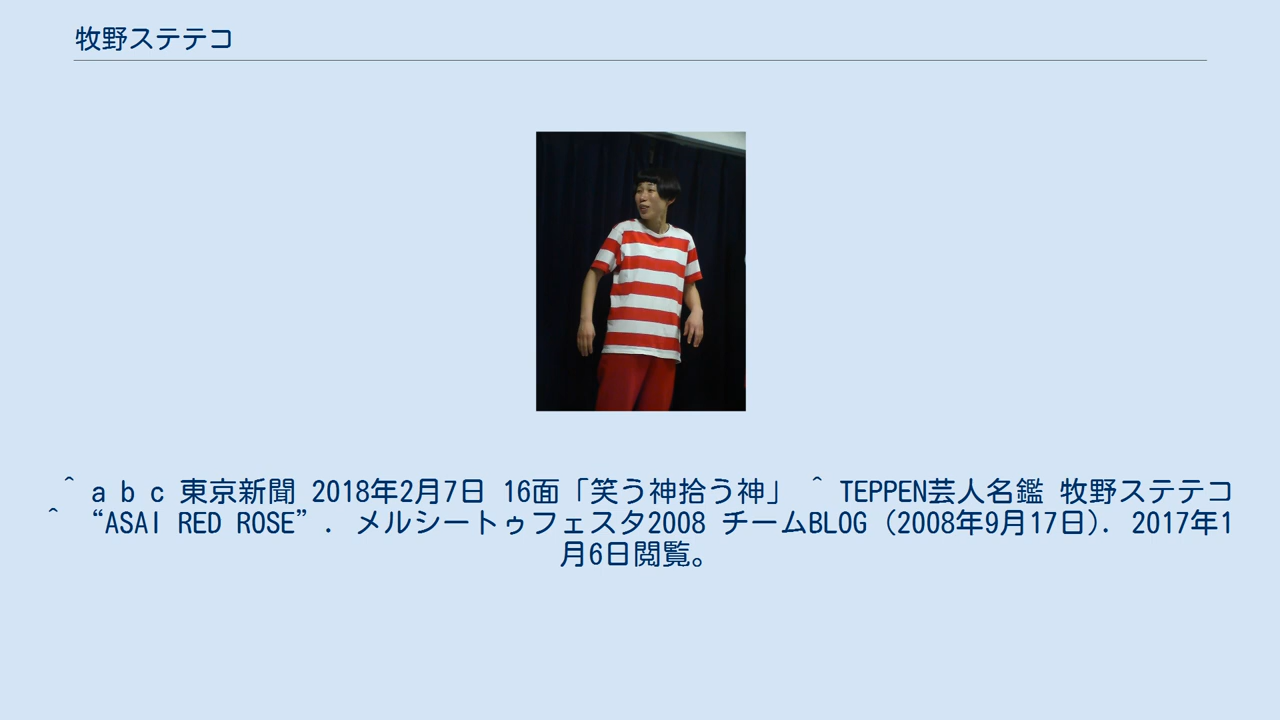 牧野ステテコ
^ a b c 東京新聞 2018年2月7日 16面「笑う神拾う神」 ^ TEPPEN芸人名鑑 牧野ステテコ
^ “ASAI RED ROSE”. メルシートゥフェスタ2008 チームBLOG (2008年9月17日). 2017年1
月6日閲覧。